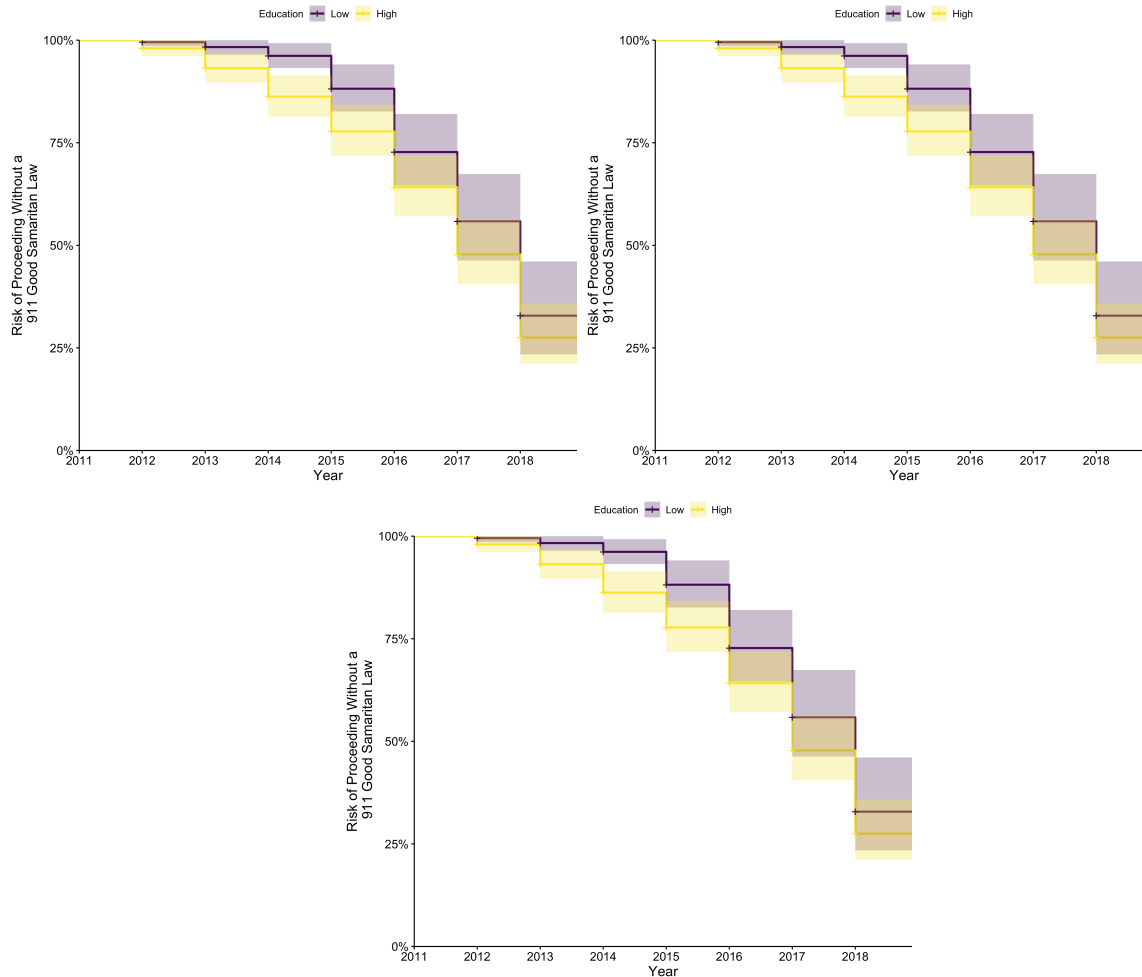 Education Low High
100%
75%
50%
25%
0%
Risk of Proceeding Without a
911 Good Samaritan Law
2011 2012 2013 2014 2015 2016 2017 2018
Year
Education Low High
100%
75%
50%
25%
0%
Risk of Proceeding Without a
911 Good Samaritan Law
2011 2012 2013 2014 2015 2016 2017 2018
Year
Education Low High
100%
75%
50%
25%
0%
Risk of Proceeding Without a
911 Good Samaritan Law
2011 2012 2013 2014 2015 2016 2017 2018
Year